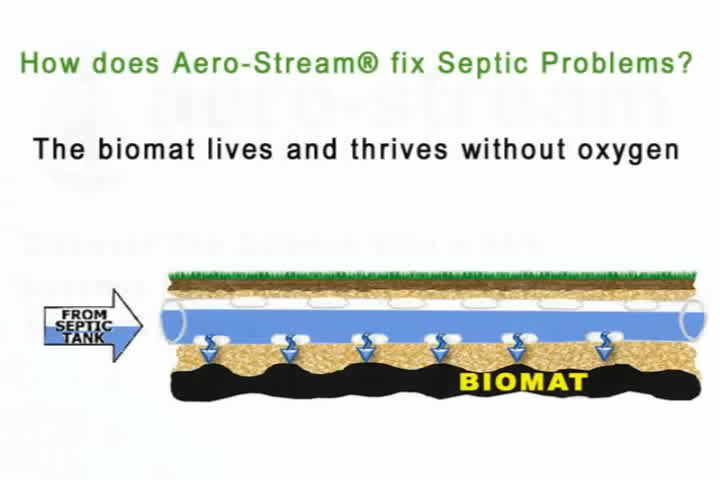 How does Aero-Stream® fix Septic Problems?
The biomat lives and thrives without oxygen
FROM
SEPTIC
TANK
BIOMAT